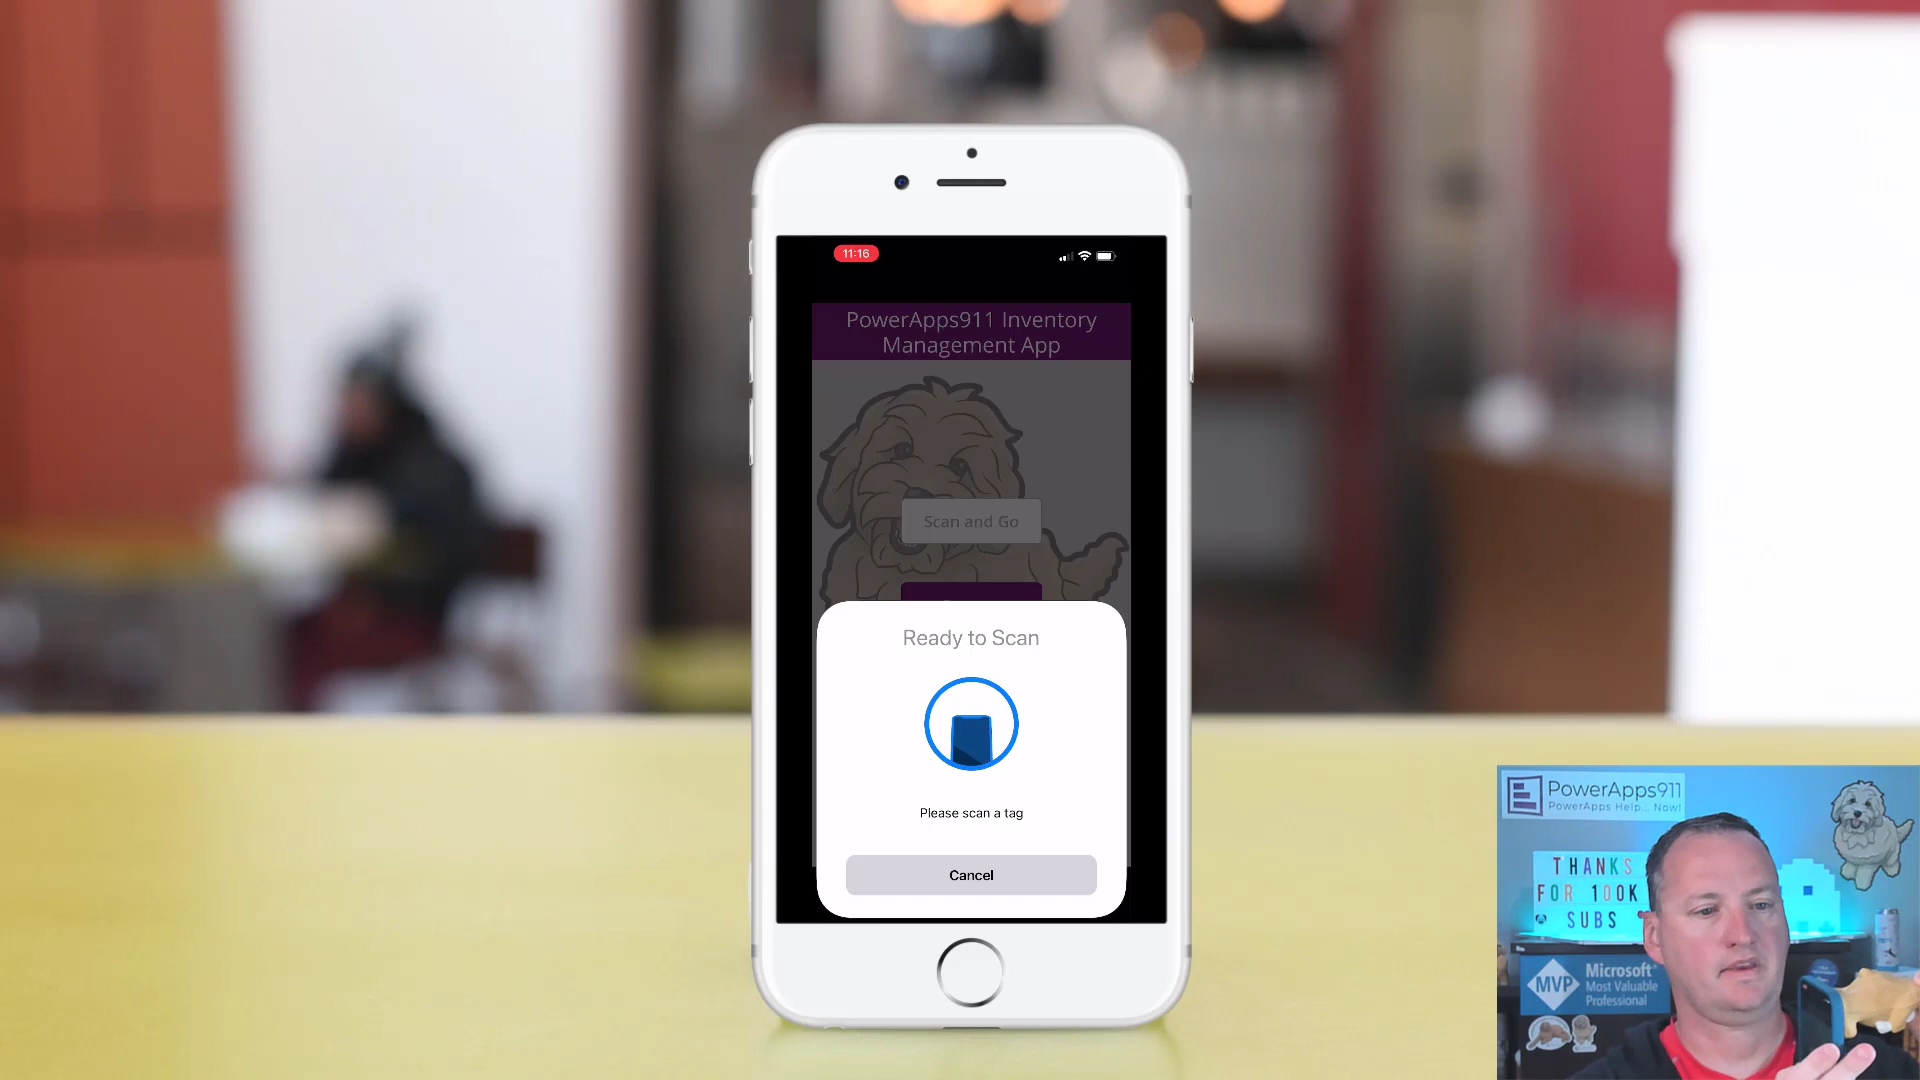 11:16
PowerApps911 Inventory
Management App
Scan and Go
Ready to Scan
Please scan a tag
Cancel
PowerApps911
PowerApps Help... Now!
THANKS
FOR 100K
SUBS
MVP
Microsoft
Most Valuable
Professional